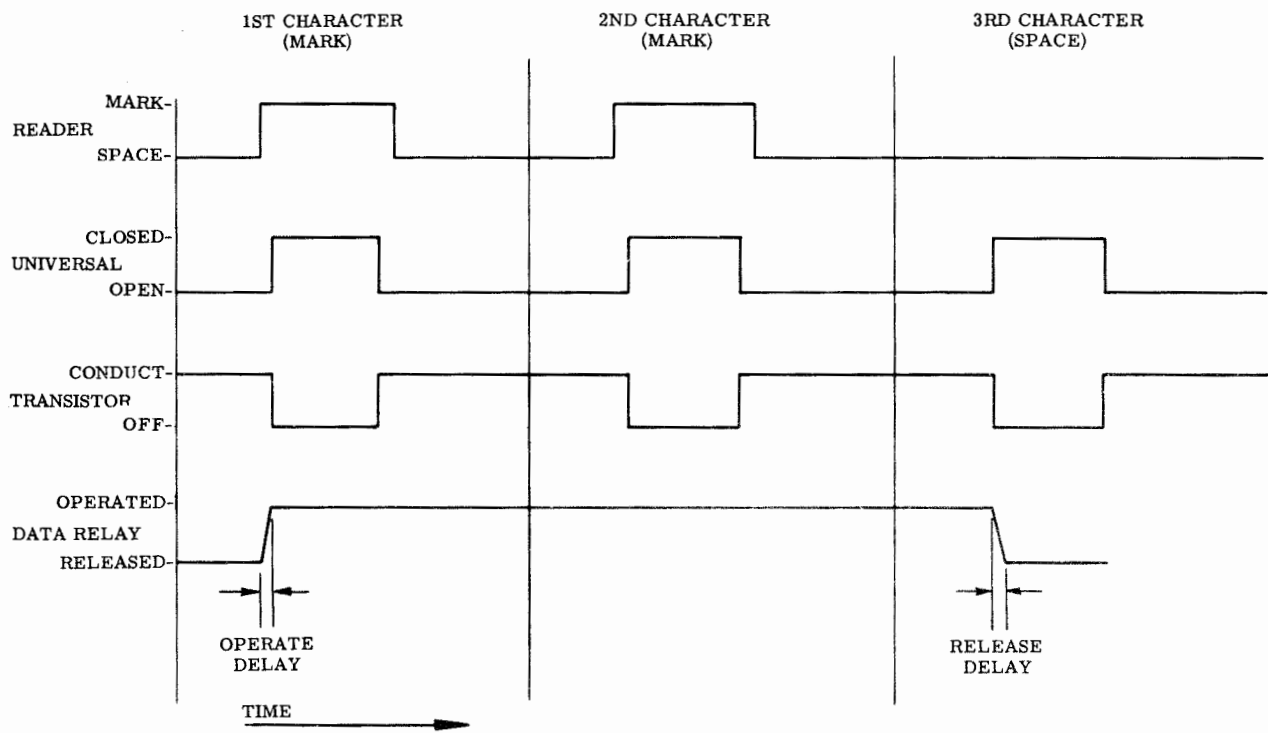 1ST CHARACTER
(MARK)
2ND CHARACTER
(MARK)
3RD CHARACTER
(SPACE)
MARK-
READER
SPACE-
CLOSED-
UNIVERSAL
OPEN-
CONDUCT-
TRANSISTOR
OFF-
OPERATED-
DATA RELAY
RELEASED-
OPERATE
DELAY
RELEASE
DELAY
TIME